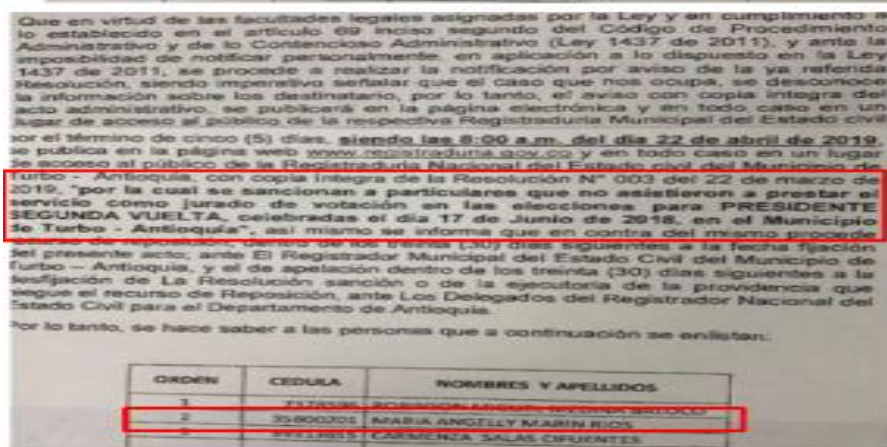 Que en virtud de las facultades legales asignadas por la Ley y en cumplimiento a
lo establecido en el artículo 69 inciso segundo del Código de Procedimiento
Administrativo y de lo Contencioso Administrativo (Ley 1437 de 2011), y ante la
imposibilidad de notificar personalmente, en aplicación a lo dispuesto en la Ley
1437 de 2011, se procede a realizar la notificación por aviso de la ya referida
Resolución, siendo imperativo señalar que el caso que nos ocupa, se desconoce
la información sobre los destinatario, por lo tanto, el aviso con copia íntegra del
acto administrativo, se publicará en la página electrónica y en todo caso en un
lugar de acceso al público de la respectiva Registraduría Municipal del Estado civil
por el término de cinco (5) días, siendo las 8:00 a.m. del día 22 de abril de 2019,
se publica en la página web www.registraduria.gov.co y en todo caso en un lugar
de acceso al público de la Registraduría Nacional del Estado civil del Municipio de
Turbo - Antioquia, con copia íntegra de la Resolución N° 003 del 22 de marzo de
2019, "por la cual se sancionan a particulares que no asistieron a prestar el
servicio como jurado de votación en las elecciones para PRESIDENTE
SEGUNDA VUELTA, celebradas el día 17 de Junio de 2018, en el Municipio
de Turbo - Antioquia", así mismo se informa que en contra del mismo procede
recurso de reposición, dentro de los treinta (30) días siguientes a la fecha fijación
del presente acto, ante El Registrador Municipal del Estado Civil del Municipio de
Turbo – Antioquia, y el de apelación dentro de los treinta (30) días siguientes a la
desfijación de La Resolución sanción o de la ejecutoria de la providencia que
niegue el recurso de Reposición, ante Los Delegados del Registrador Nacional del
Estado Civil para el Departamento de Antioquia.
Por lo tanto, se hace saber a las personas que a continuación se enlistan:
ORDEN CEDULA NOMBRES Y APELLIDOS
1 MEDINA
2 35600201 MARIA ANGELLY MARIN RIOS
3 CARMENZA SALAS CIFUENTES